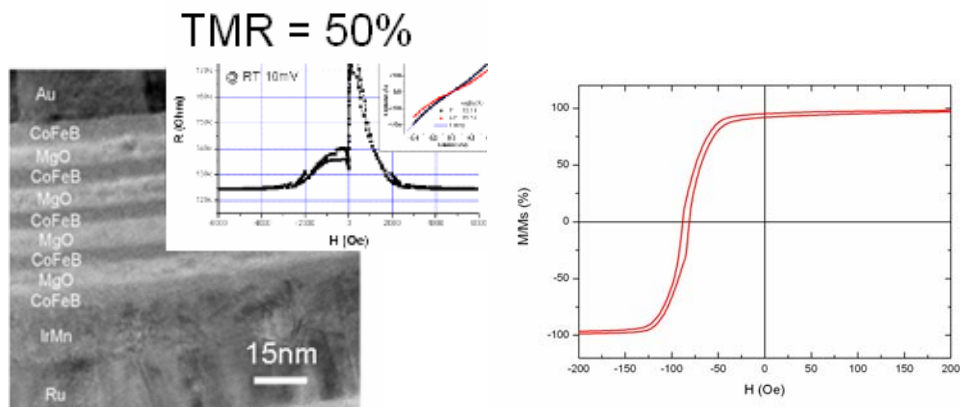 TMR = 50%
RT 10mV
R (Ohm)
-2000
0
2000
H (Oe)
Au
CoFeB
MgO
CoFeB
MgO
CoFeB
MgO
CoFeB
MgO
CoFeB
IrMn
Ru
15nm
M/Ms (%)
100
50
0
-50
-100
-200
-150
-100
-50
0
50
100
150
200
H (Oe)